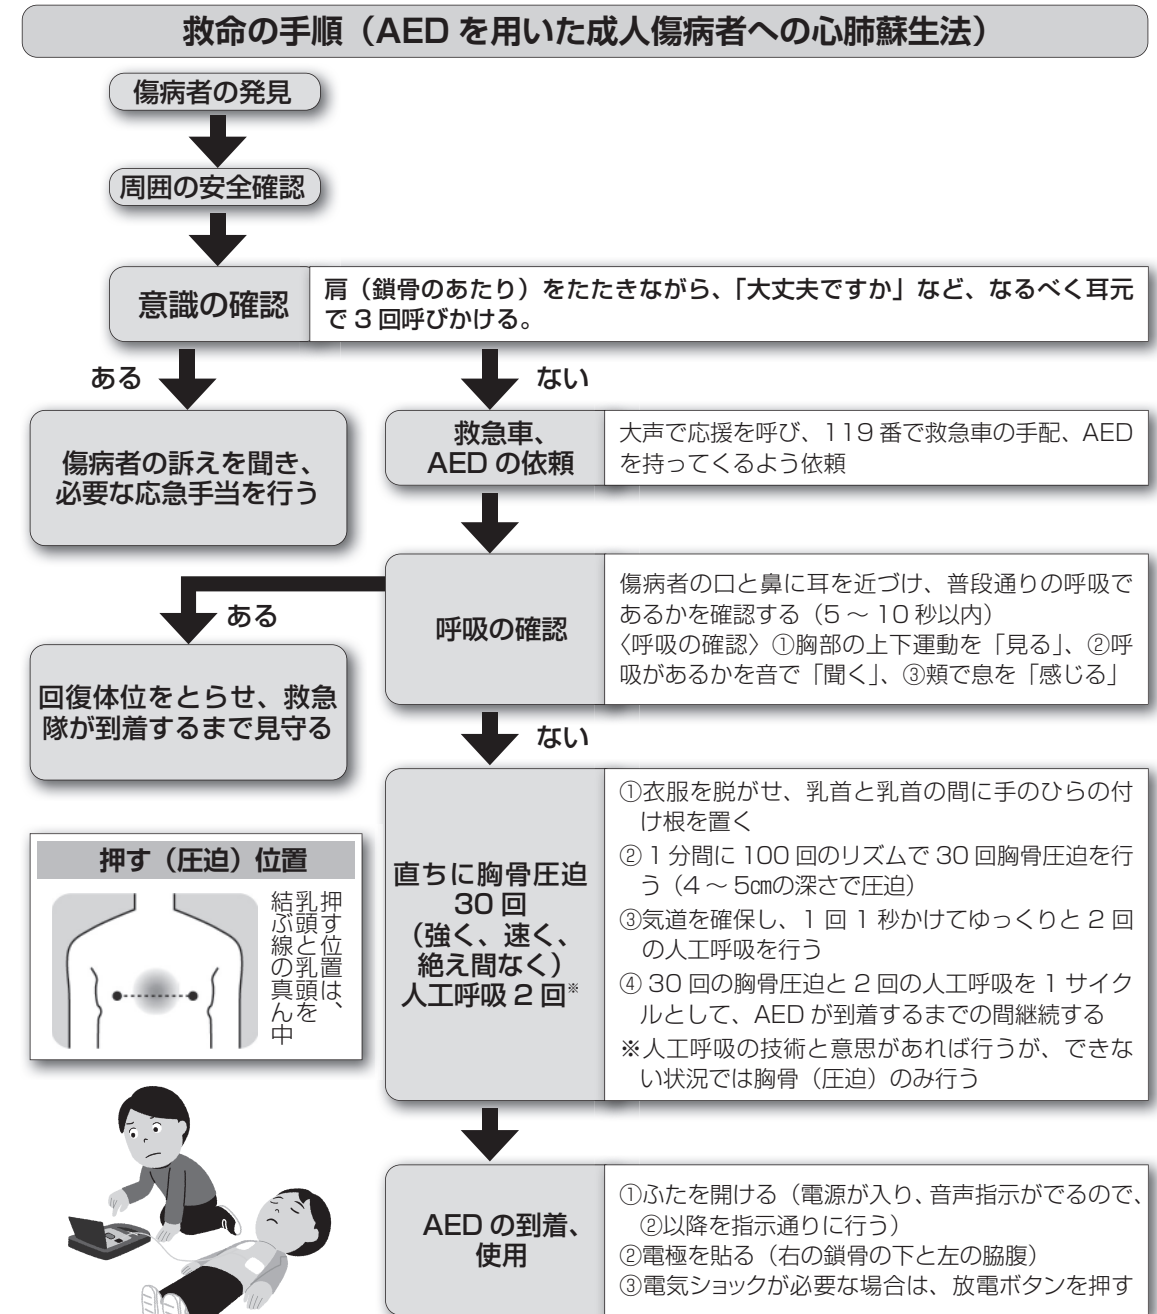 救命の手順（AED を用いた成人傷病者への心肺蘇生法）
傷病者の発見
周囲の安全確認
意識の確認
肩（鎖骨のあたり）をたたきながら、「大丈夫ですか」など、なるべく耳元
で 3 回呼びかける。
ある
ない
傷病者の訴えを聞き、
必要な応急手当を行う
救急車、
AED の依頼
大声で応援を呼び、119 番で救急車の手配、AED
を持ってくるよう依頼
呼吸の確認
傷病者の口と鼻に耳を近づけ、普段通りの呼吸で
あるかを確認する（5 ～ 10 秒以内）
〈呼吸の確認〉①胸部の上下運動を「見る」、②呼
吸があるかを音で「聞く」、③頬で息を「感じる」
ある
回復体位をとらせ、救急
隊が到着するまで見守る
ない
直ちに胸骨圧迫
30 回
（強く、速く、
絶え間なく）
人工呼吸 2 回※
①衣服を脱がせ、乳首と乳首の間に手のひらの付
け根を置く
② 1 分間に 100 回のリズムで 30 回胸骨圧迫を行
う（4 ～ 5㎝の深さで圧迫）
③気道を確保し、1 回 1 秒かけてゆっくりと 2 回
の人工呼吸を行う
④ 30 回の胸骨圧迫と 2 回の人工呼吸を 1 サイク
ルとして、AED が到着するまでの間継続する
※人工呼吸の技術と意思があれば行うが、できな
い状況では胸骨（圧迫）のみ行う
押す（圧迫）位置
押す位置は、
乳頭と乳頭を
結ぶ線の真ん中
AED の到着、
使用
①ふたを開ける（電源が入り、音声指示がでるので、
②以降を指示通りに行う）
②電極を貼る（右の鎖骨の下と左の脇腹）
③電気ショックが必要な場合は、放電ボタンを押す